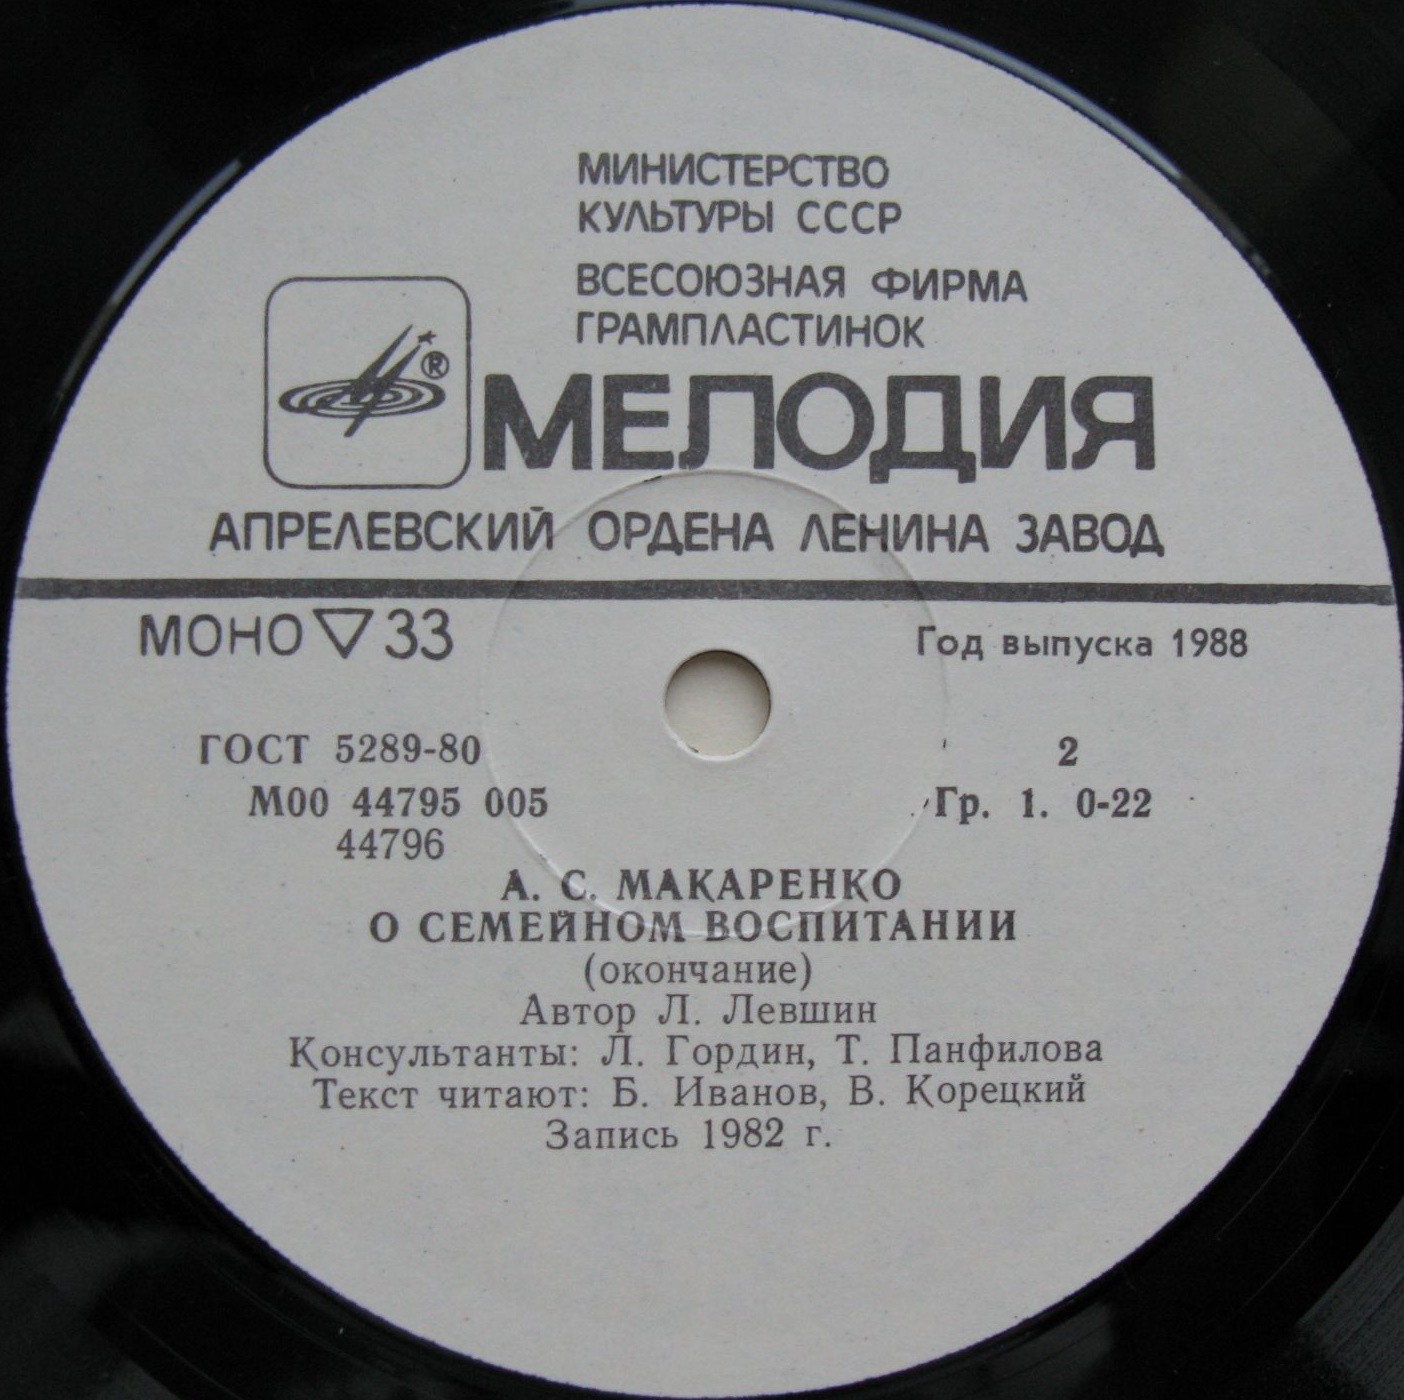 МИНИСТЕРСТВО
КУЛЬТУРЫ СССР
ВСЕСОЮЗНАЯ ФИРМА
ГРАМПЛАСТИНОК
®
МЕЛОДИЯ
АПРЕЛЕВСКИЙ ОРДЕНА ЛЕНИНА ЗАВОД
МОНО ▽ 33
Год выпуска 1988
ГОСТ 5289-80
2
М00 44795 005
Гр. 1. 0-22
44796
А. С. МАКАРЕНКО
О СЕМЕЙНОМ ВОСПИТАНИИ
(окончание)
Автор Л. Левшин
Консультанты: Л. Гордин, Т. Панфилова
Текст читают: Б. Иванов, В. Корецкий
Запись 1982 г.